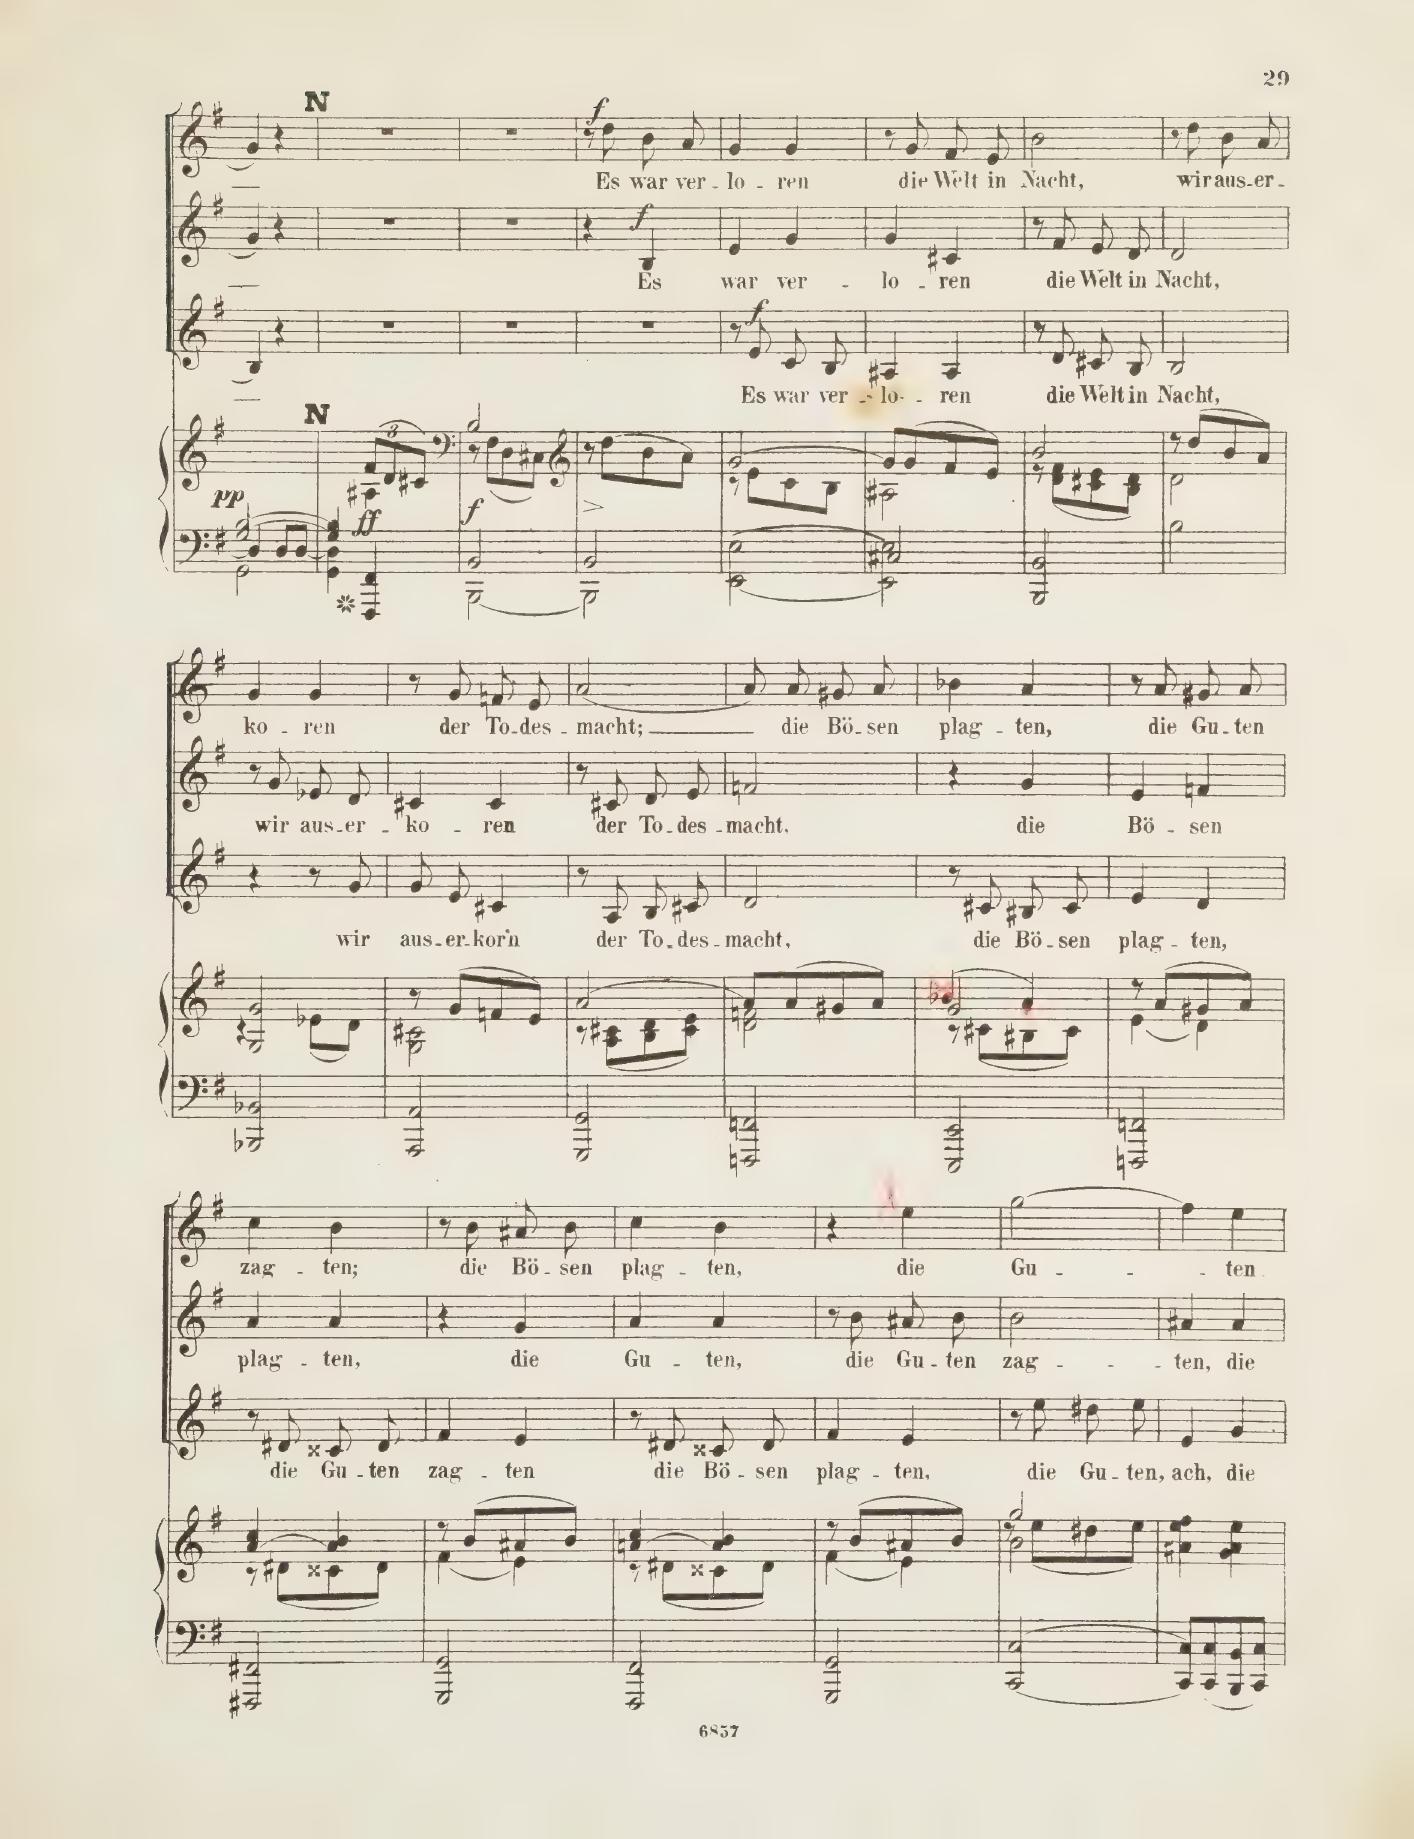 29
N
f
Es war ver - lo - ren die Welt in Nacht, wir aus - er -
f
Es war ver - lo - ren die Welt in Nacht,
f
Es war ver - lo - ren die Welt in Nacht,
N
3
pp ff f
ko - ren der To - des - macht; die Bö - sen plag - ten, die Gu - ten
wir aus - er - ko - ren der To - des - macht. die Bö - sen
wir aus - er - kor'n der To - des - macht, die Bö - sen plag - ten,
zag - ten; die Bö - sen plag - ten, die Gu - ten
plag - ten, die Gu - ten, die Gu - ten zag - ten, die
die Gu - ten zag - ten die Bö - sen plag - ten, die Gu - ten, ach, die
6857